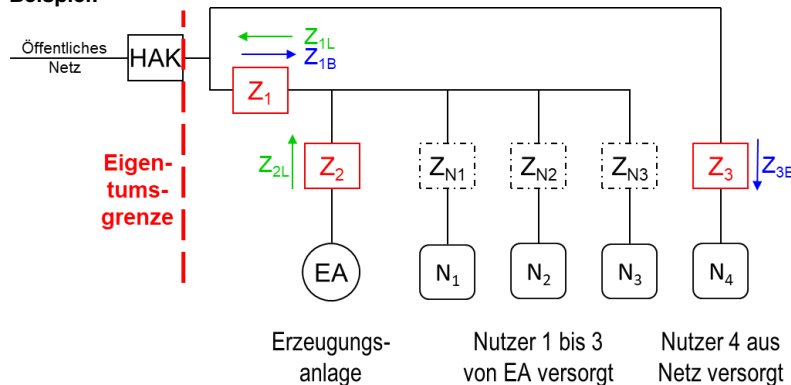 Beispiel:
Öffentliches
Netz
HAK
Z1L
Z1B
Z1
Eigen-
tums-
grenze
Z2L
Z2
ZN1
ZN2
ZN3
Z3
Z3B
EA
N1
N2
N3
N4
Erzeugungs-
anlage
Nutzer 1 bis 3
von EA versorgt
Nutzer 4 aus
Netz versorgt